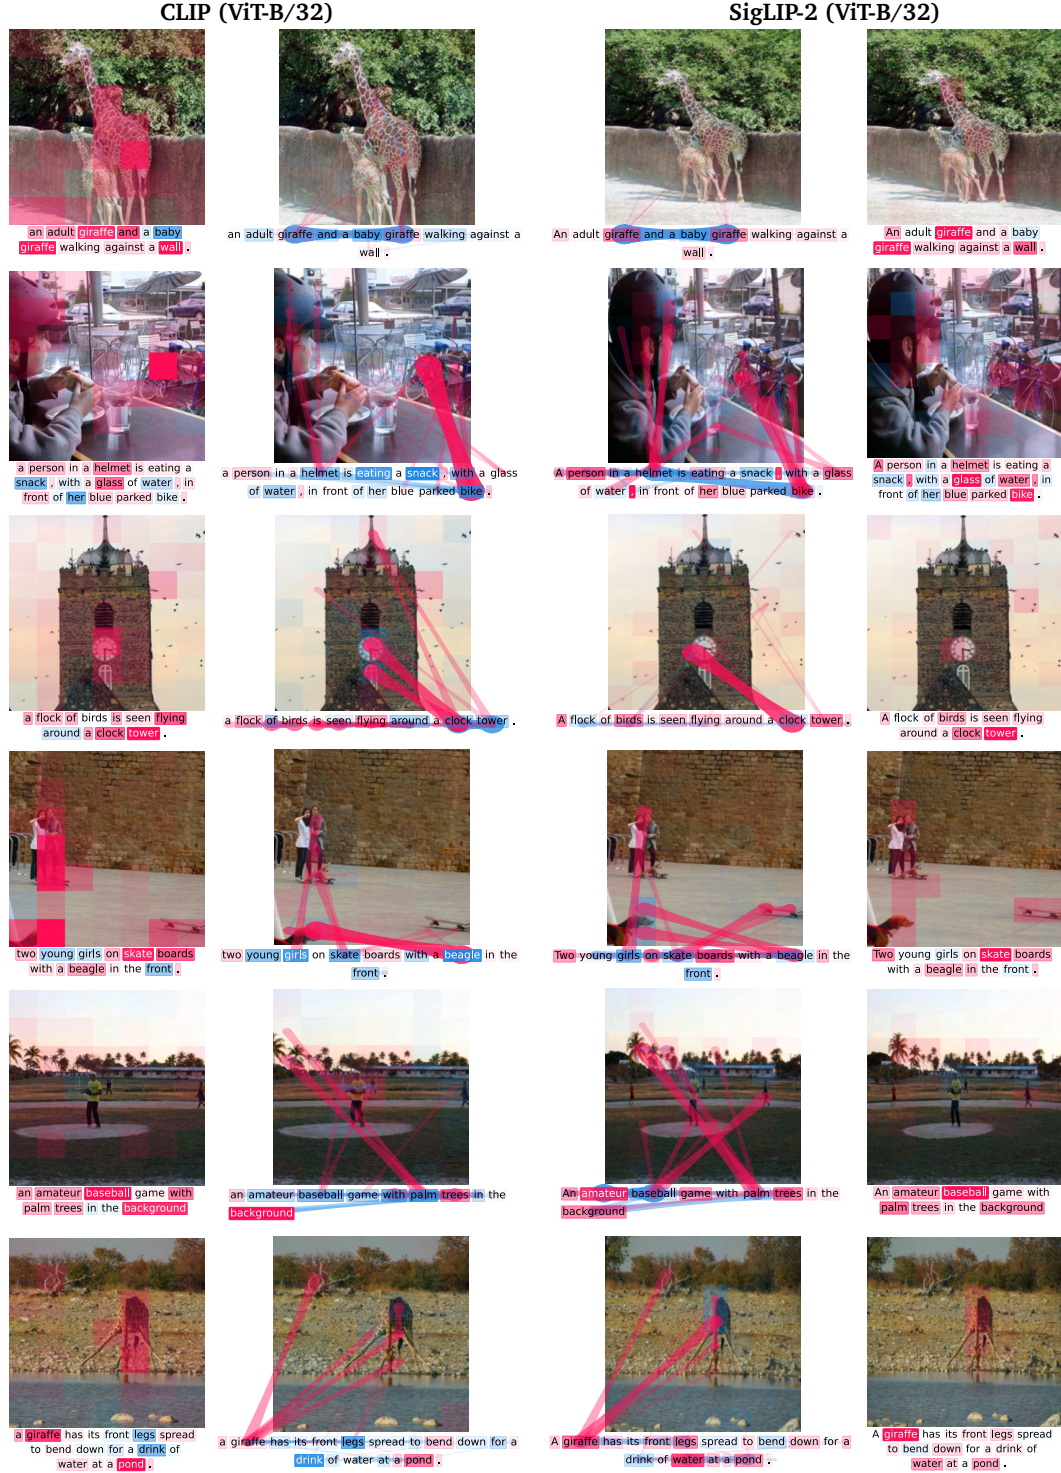 CLIP (ViT-B/32)
SigLIP-2 (ViT-B/32)
an adult giraffe and a baby
giraffe walking against a wall .
an adult giraffe and a baby giraffe walking against a
wall .
An adult giraffe and a baby giraffe walking against a
wall .
An adult giraffe and a baby
giraffe walking against a wall .
a person in a helmet is eating a
snack , with a glass of water , in
front of her blue parked bike .
a person in a helmet is eating a snack , with a glass
of water , in front of her blue parked bike .
A person in a helmet is eating a snack , with a glass
of water , in front of her blue parked bike .
A person in a helmet is eating a
snack , with a glass of water , in
front of her blue parked bike .
a flock of birds is seen flying
around a clock tower .
a flock of birds is seen flying around a clock tower .
A flock of birds is seen flying around a clock tower .
A flock of birds is seen flying
around a clock tower .
two young girls on skate boards
with a beagle in the front .
two young girls on skate boards with a beagle in the
front .
Two young girls on skate boards with a beagle in the
front .
Two young girls on skate boards
with a beagle in the front .
an amateur baseball game with
palm trees in the background
an amateur baseball game with palm trees in the
background
An amateur baseball game with palm trees in the
background
An amateur baseball game with
palm trees in the background
a giraffe has its front legs spread
to bend down for a drink of
water at a pond .
a giraffe has its front legs spread to bend down for a
drink of water at a pond .
A giraffe has its front legs spread to bend down for a
drink of water at a pond .
A giraffe has its front legs spread
to bend down for a drink of
water at a pond .